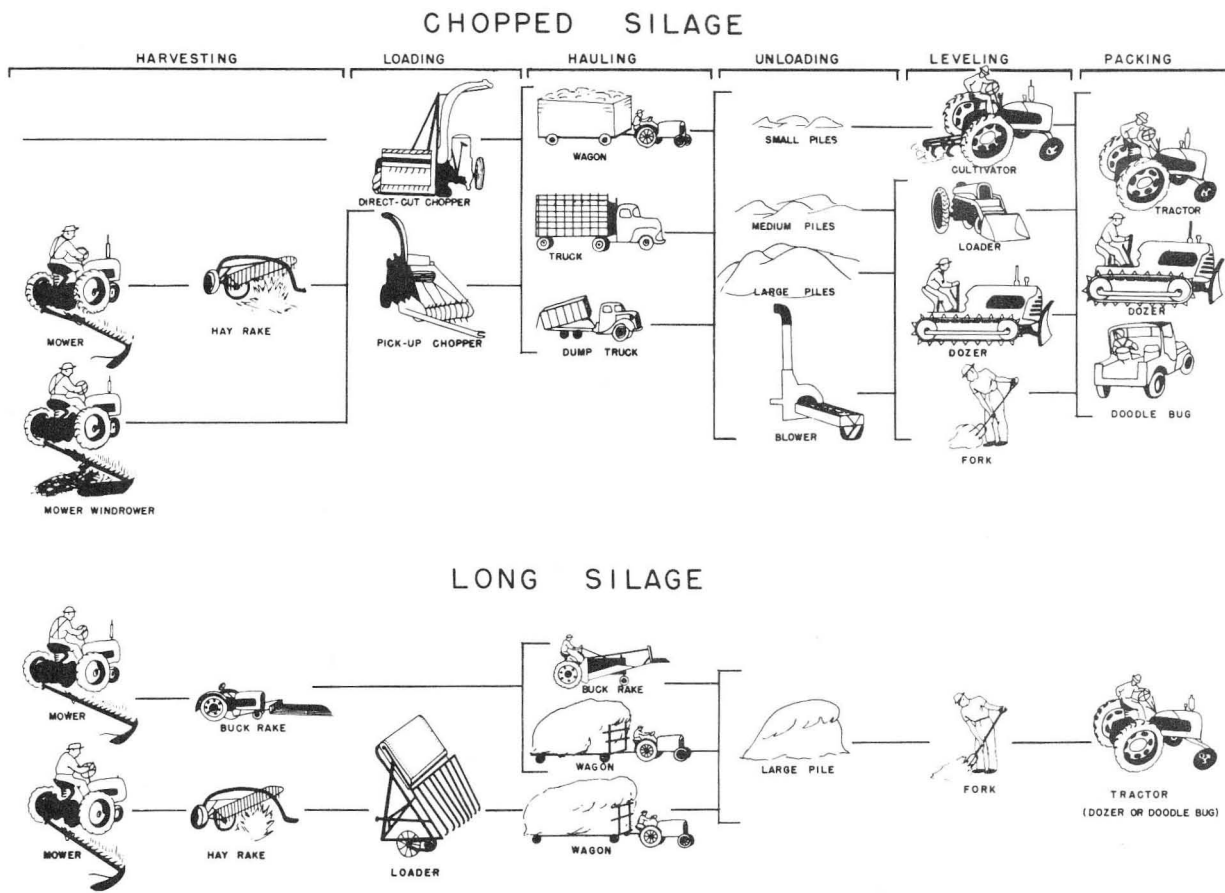 CHOPPED SILAGE
HARVESTING
LOADING
HAULING
UNLOADING
LEVELING
PACKING
DIRECT-CUT CHOPPER
WAGON
SMALL PILES
CULTIVATOR
TRACTOR
MOWER
HAY RAKE
PICK-UP CHOPPER
TRUCK
MEDIUM PILES
LOADER
LARGE PILES
DOZER
DOZER
DUMP TRUCK
MOWER WINDROWER
BLOWER
FORK
DOODLE BUG
LONG SILAGE
MOWER
BUCK RAKE
BUCK RAKE
WAGON
LARGE PILE
FORK
TRACTOR
(DOZER OR DOODLE BUG)
MOWER
HAY RAKE
LOADER
WAGON